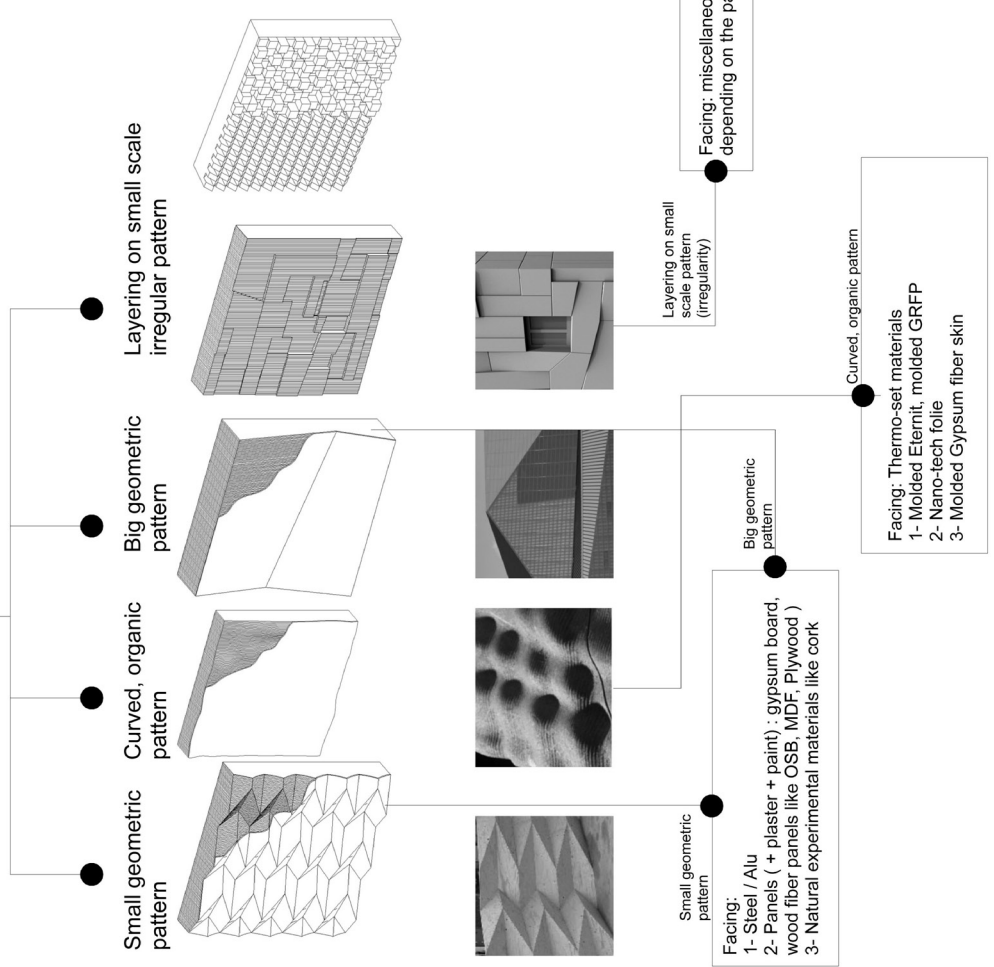 Small geometric
pattern
Curved, organic
pattern
Big geometric
pattern
Layering on small scale
irregular pattern
Small geometric
pattern
Big geometric
pattern
Curved, organic pattern
Layering on small
scale pattern
(irregularity)
Facing:
1- Steel / Alu
2- Panels ( + plaster + paint) : gypsum board,
wood fiber panels like OSB, MDF, Plywood )
3- Natural experimental materials like cork
Facing: Thermo-set materials
1- Molded Eternit, molded GRFP
2- Nano-tech folie
3- Molded Gypsum fiber skin
Facing:
depending on the